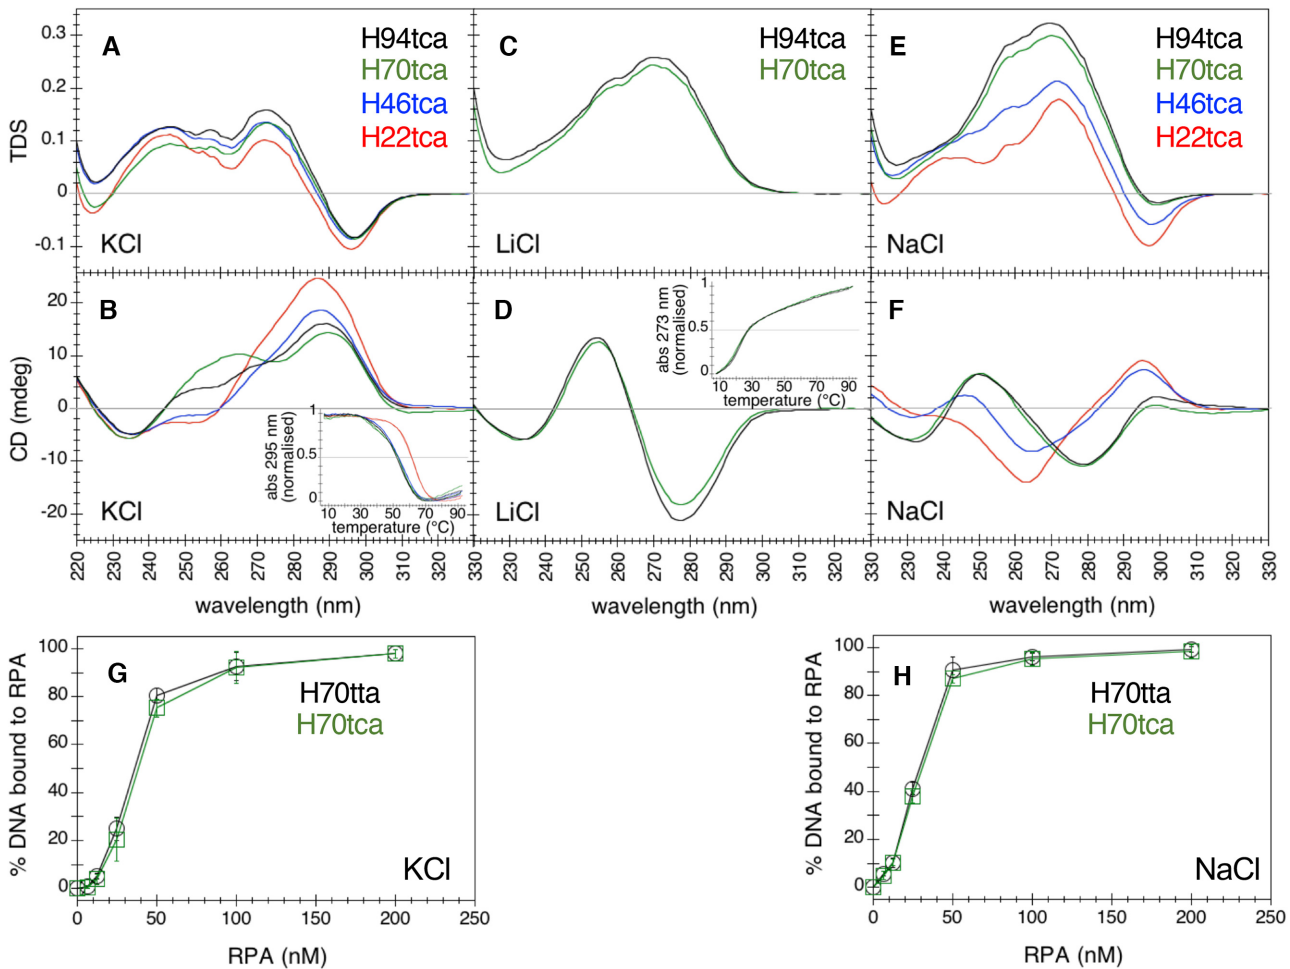 A
H94tca
H70tca
H46tca
H22tca
KCl
TDS
0.3
0.2
0.1
0
-0.1
C
H94tca
H70tca
LiCl
E
H94tca
H70tca
H46tca
H22tca
NaCl
B
KCl
CD (mdeg)
20
10
0
-10
-20
abs 295 nm
(normalised)
1
0.5
0
10 30 50 70 90
temperature (°C)
D
LiCl
abs 273 nm
(normalised)
1
0.5
0
10 30 50 70 90
temperature (°C)
F
NaCl
220 230 240 250 260 270 280 290 300 310 320
230 240 250 260 270 280 290 300 310 320 330
230 240 250 260 270 280 290 300 310 320 330
wavelength (nm)
wavelength (nm)
wavelength (nm)
G
H70tta
H70tca
KCl
% DNA bound to RPA
100
80
60
40
20
0
0 50 100 150 200 250
RPA (nM)
H
H70tta
H70tca
NaCl
% DNA bound to RPA
100
80
60
40
20
0
0 50 100 150 200 250
RPA (nM)